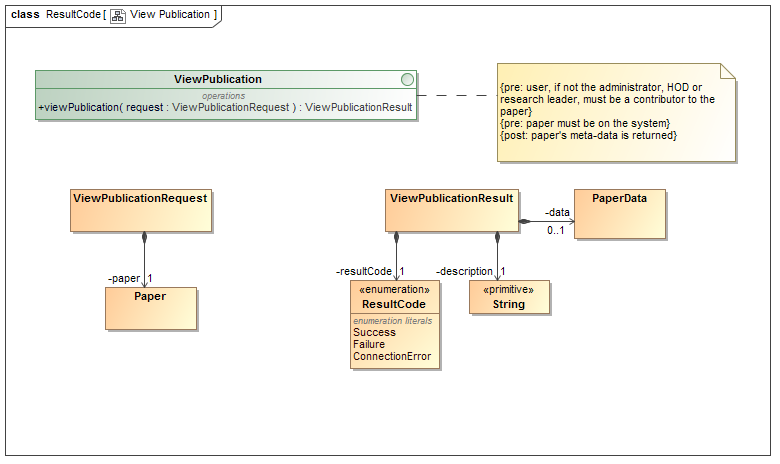 class ResultCode [ View Publication ]
ViewPublication
operations
+viewPublication( request : ViewPublicationRequest ) : ViewPublicationResult
{pre: user, if not the administrator, HOD or
research leader, must be a contributor to the
paper}
{pre: paper must be on the system}
{post: paper's meta-data is returned}
ViewPublicationRequest
-paper 1
Paper
ViewPublicationResult
-data
0..1
PaperData
-resultCode 1
-description 1
«enumeration»
ResultCode
enumeration literals
Success
Failure
ConnectionError
«primitive»
String